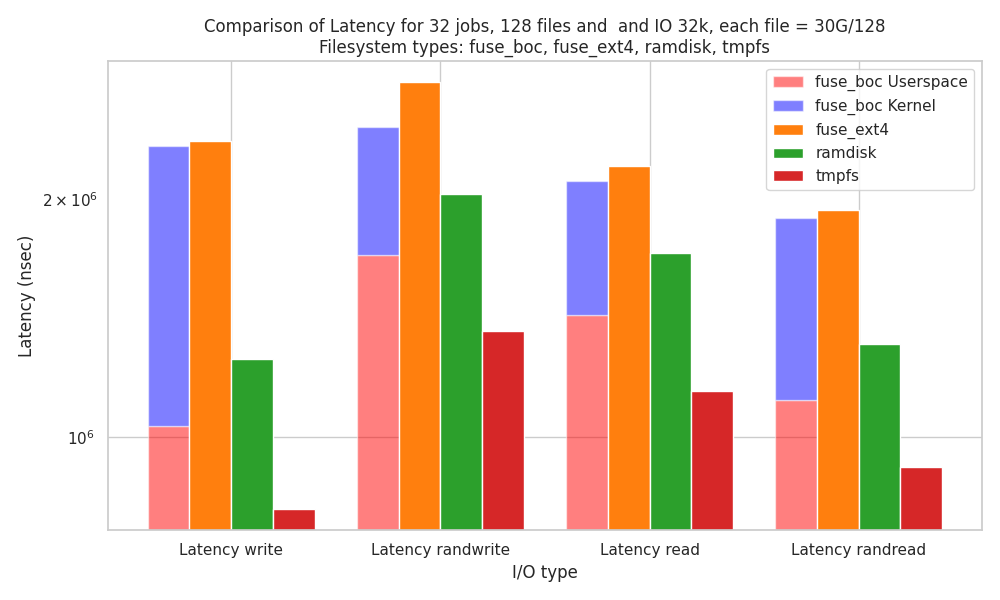 Comparison of Latency for 32 jobs, 128 files and  and IO 32k, each file = 30G/128
Filesystem types: fuse_boc, fuse_ext4, ramdisk, tmpfs
fuse_boc Userspace
fuse_boc Kernel
fuse_ext4
ramdisk
tmpfs
2 × 10⁶
10⁶
Latency (nsec)
Latency write
Latency randwrite
Latency read
Latency randread
I/O type